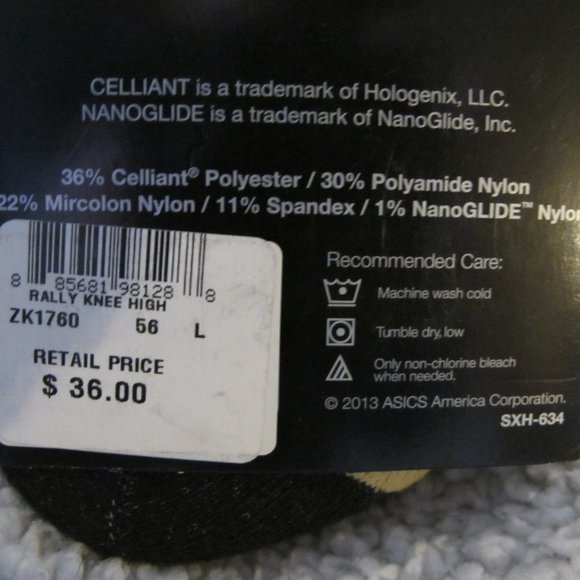 CELLIANT is a trademark of Hologenix, LLC.
NANOGLIDE is a trademark of NanoGlide, Inc.
36% Celliant® Polyester / 30% Polyamide Nylon
22% Mircolon Nylon / 11% Spandex / 1% NanoGLIDE™ Nylon
8 85681 98128 8
RALLY KNEE HIGH
ZK1760 56 L
RETAIL PRICE
$ 36.00
Recommended Care:
Machine wash cold
Tumble dry, low
Only non-chlorine bleach
when needed.
© 2013 ASICS America Corporation.
SXH-634